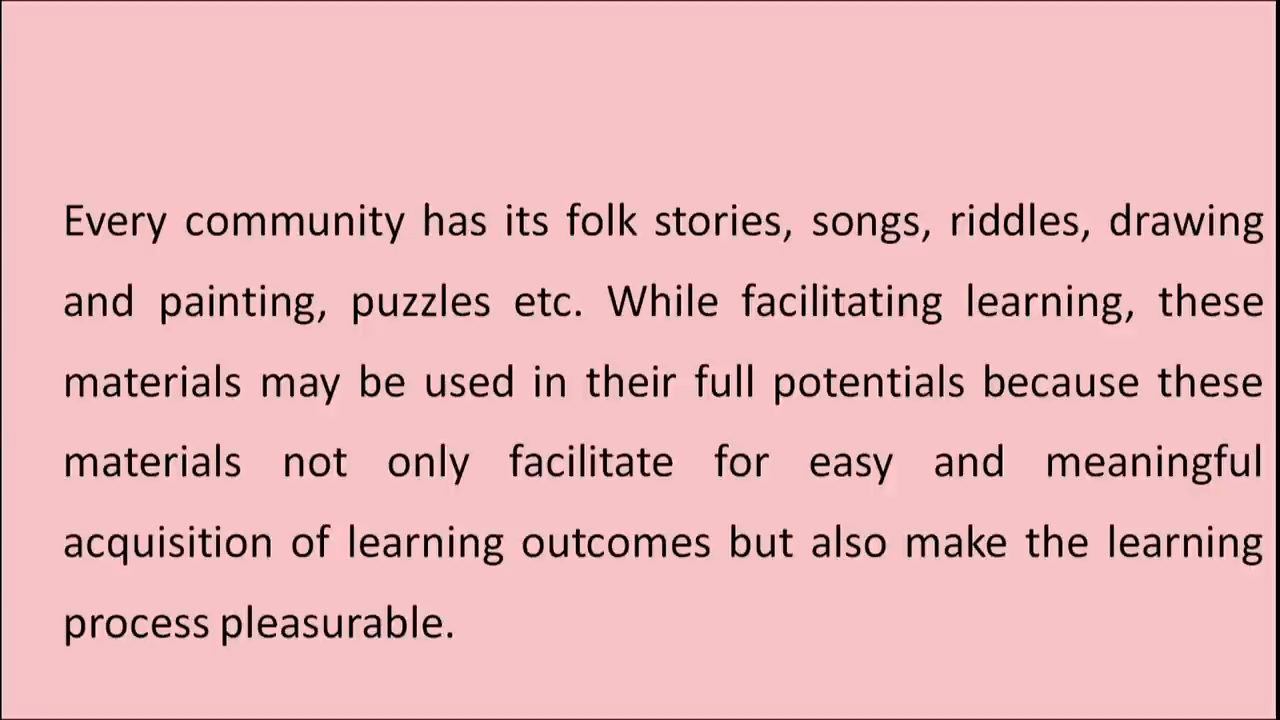 Every community has its folk stories, songs, riddles, drawing
and painting, puzzles etc. While facilitating learning, these
materials may be used in their full potentials because these
materials not only facilitate for easy and meaningful
acquisition of learning outcomes but also make the learning
process pleasurable.